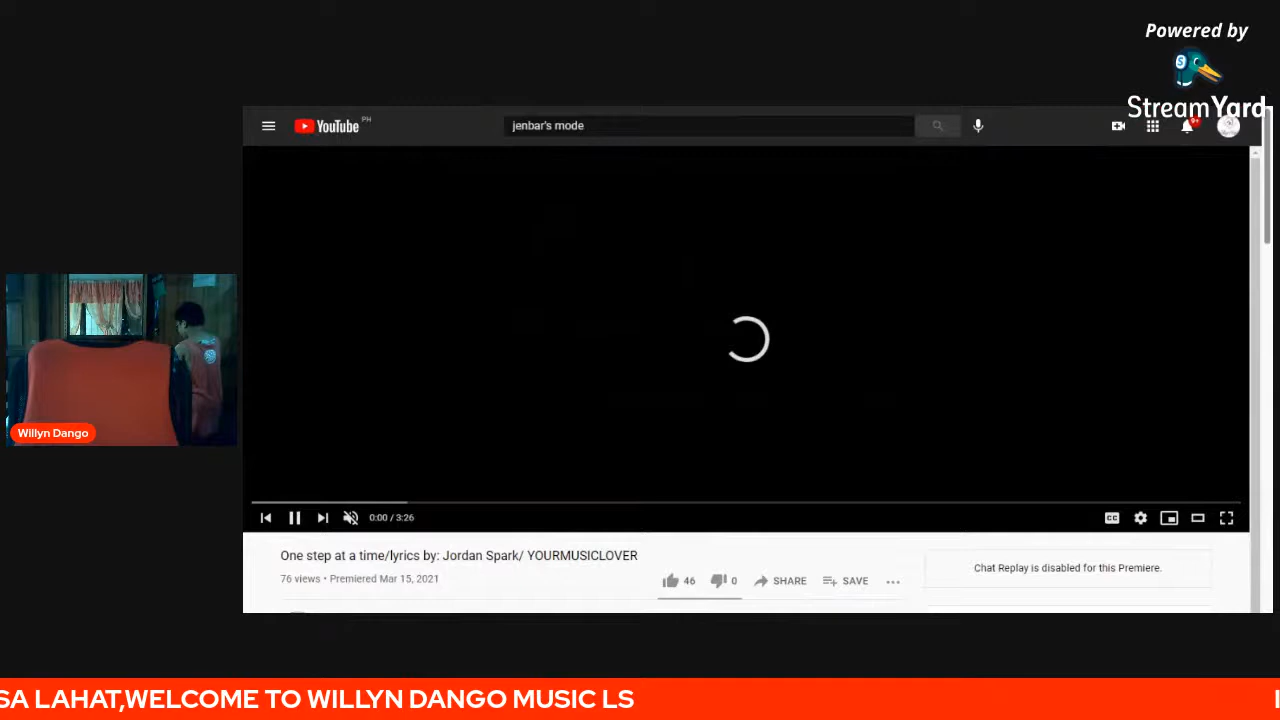 Powered by
StreamYard
YouTube PH
jenbar's mode
9+
Willyn Dango
0:00 / 3:26
CC
One step at a time/lyrics by: Jordan Spark/ YOURMUSICLOVER
76 views • Premiered Mar 15, 2021
46
0
SHARE
SAVE
Chat Replay is disabled for this Premiere.
SA LAHAT,WELCOME TO WILLYN DANGO MUSIC LS